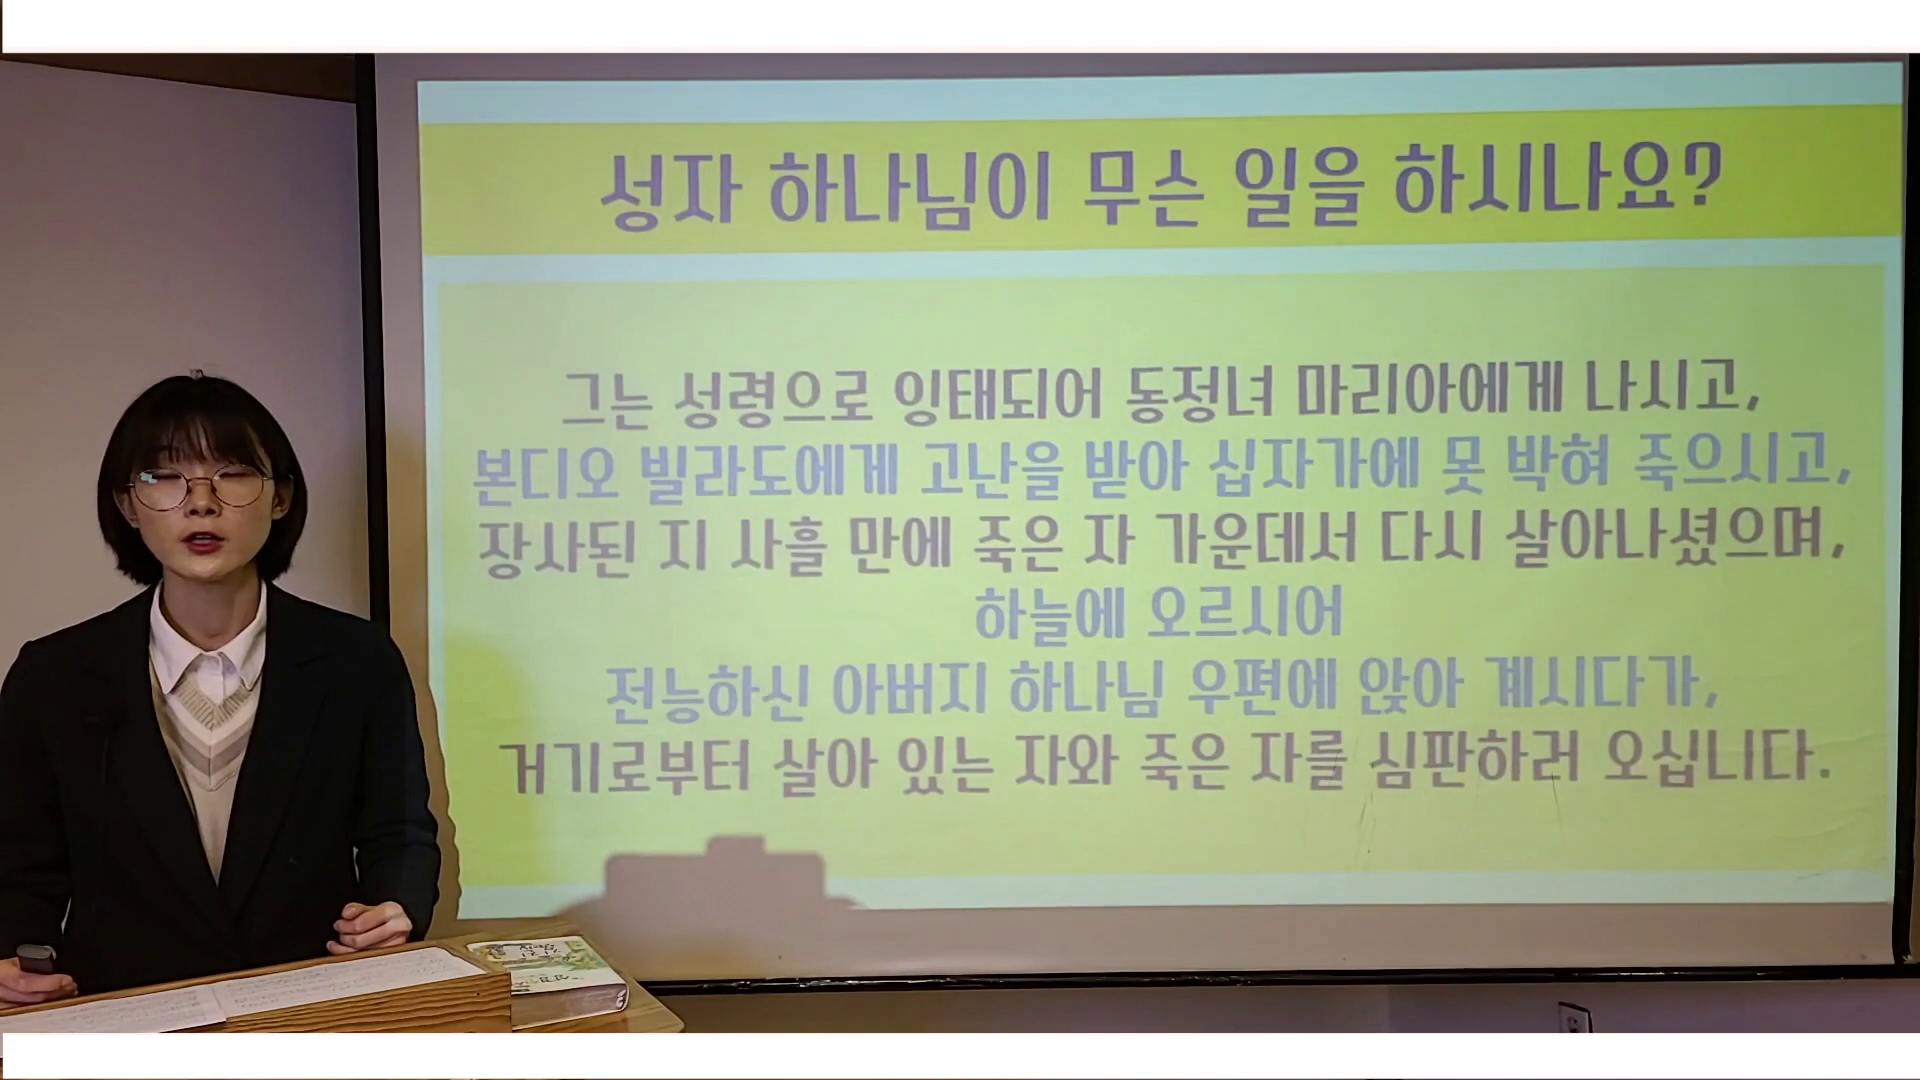 성자 하나님이 무슨 일을 하시나요?
그는 성령으로 잉태되어 동정녀 마리아에게 나시고,
본디오 빌라도에게 고난을 받아 십자가에 못 박혀 죽으시고,
장사된 지 사흘 만에 죽은 자 가운데서 다시 살아나셨으며,
하늘에 오르시어
전능하신 아버지 하나님 우편에 앉아 계시다가,
거기로부터 살아 있는 자와 죽은 자를 심판하러 오십니다.